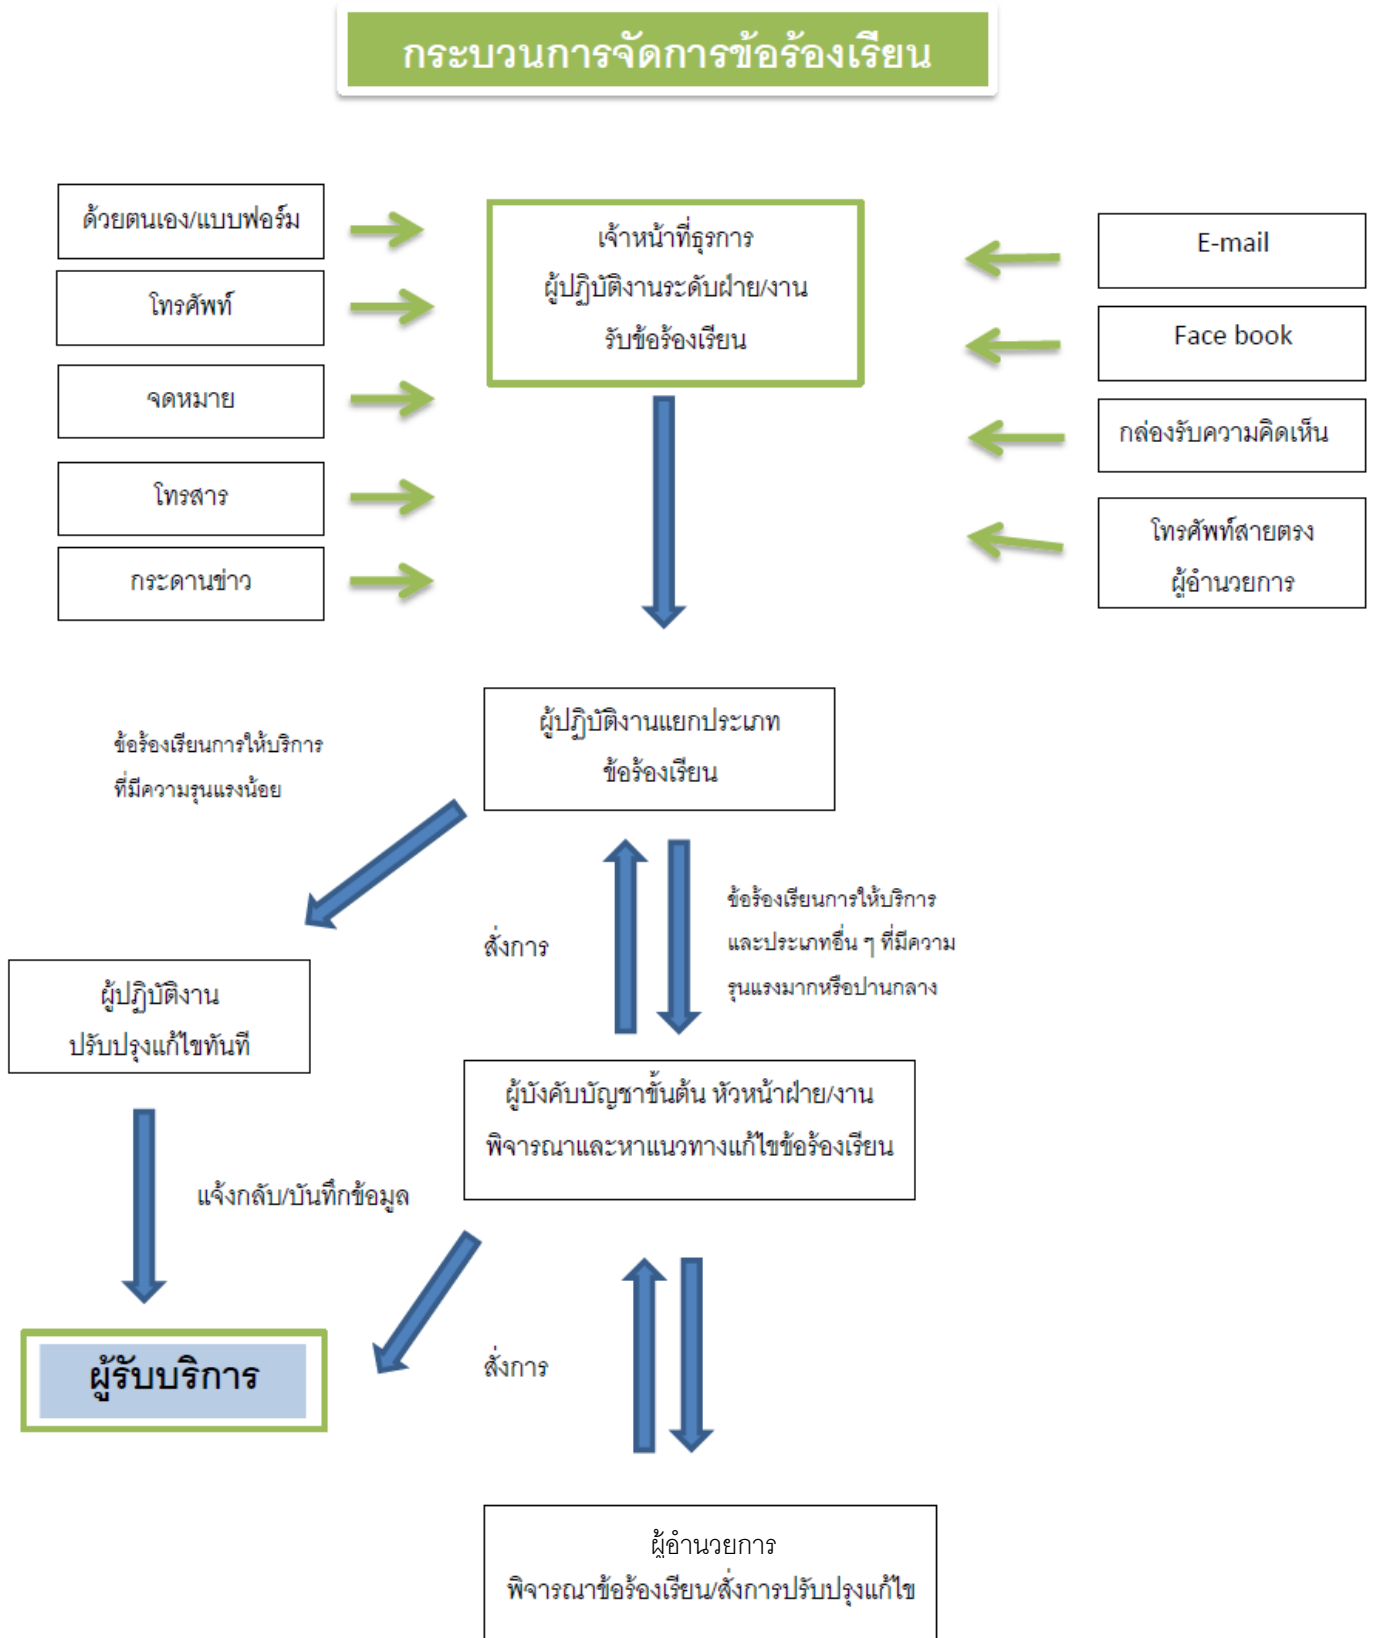 กระบวนการจัดการข้อร้องเรียน
ด้วยตนเอง/แบบฟอร์ม
โทรศัพท์
จดหมาย
โทรสาร
กระดานข่าว
เจ้าหน้าที่ธุรการ
ผู้ปฏิบัติงานระดับฝ่าย/งาน
รับข้อร้องเรียน
E-mail
Face book
กล่องรับความคิดเห็น
โทรศัพท์สายตรง
ผู้อำนวยการ
ผู้ปฏิบัติงานแยกประเภท
ข้อร้องเรียน
ข้อร้องเรียนการให้บริการ
ที่มีความรุนแรงน้อย
สั่งการ
ข้อร้องเรียนการให้บริการ
และประเภทอื่น ๆ ที่มีความ
รุนแรงมากหรือปานกลาง
ผู้ปฏิบัติงาน
ปรับปรุงแก้ไขทันที
ผู้บังคับบัญชาชั้นต้น หัวหน้าฝ่าย/งาน
พิจารณาและหาแนวทางแก้ไขข้อร้องเรียน
แจ้งกลับ/บันทึกข้อมูล
ผู้รับบริการ
สั่งการ
ผู้อำนวยการ
พิจารณาข้อร้องเรียน/สั่งการปรับปรุงแก้ไข